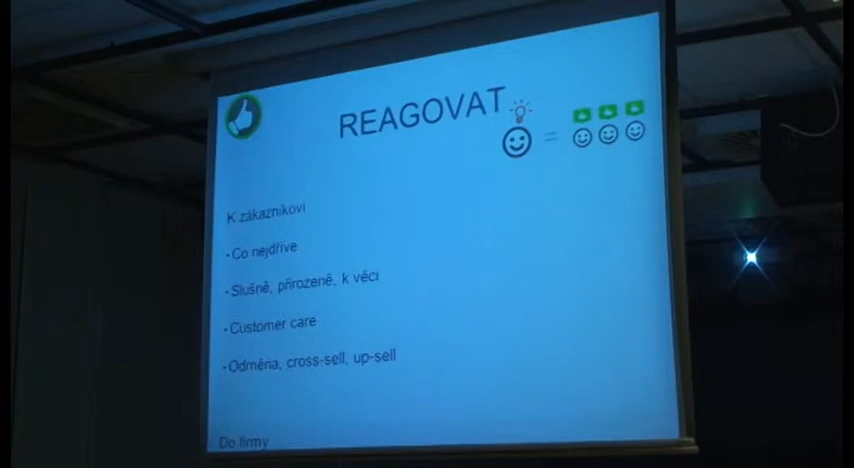 REAGOVAT
=
K zákazníkovi
- Co nejdříve
- Slušně, přirozeně, k věci
- Customer care
- Odměna, cross-sell, up-sell
Do firmy